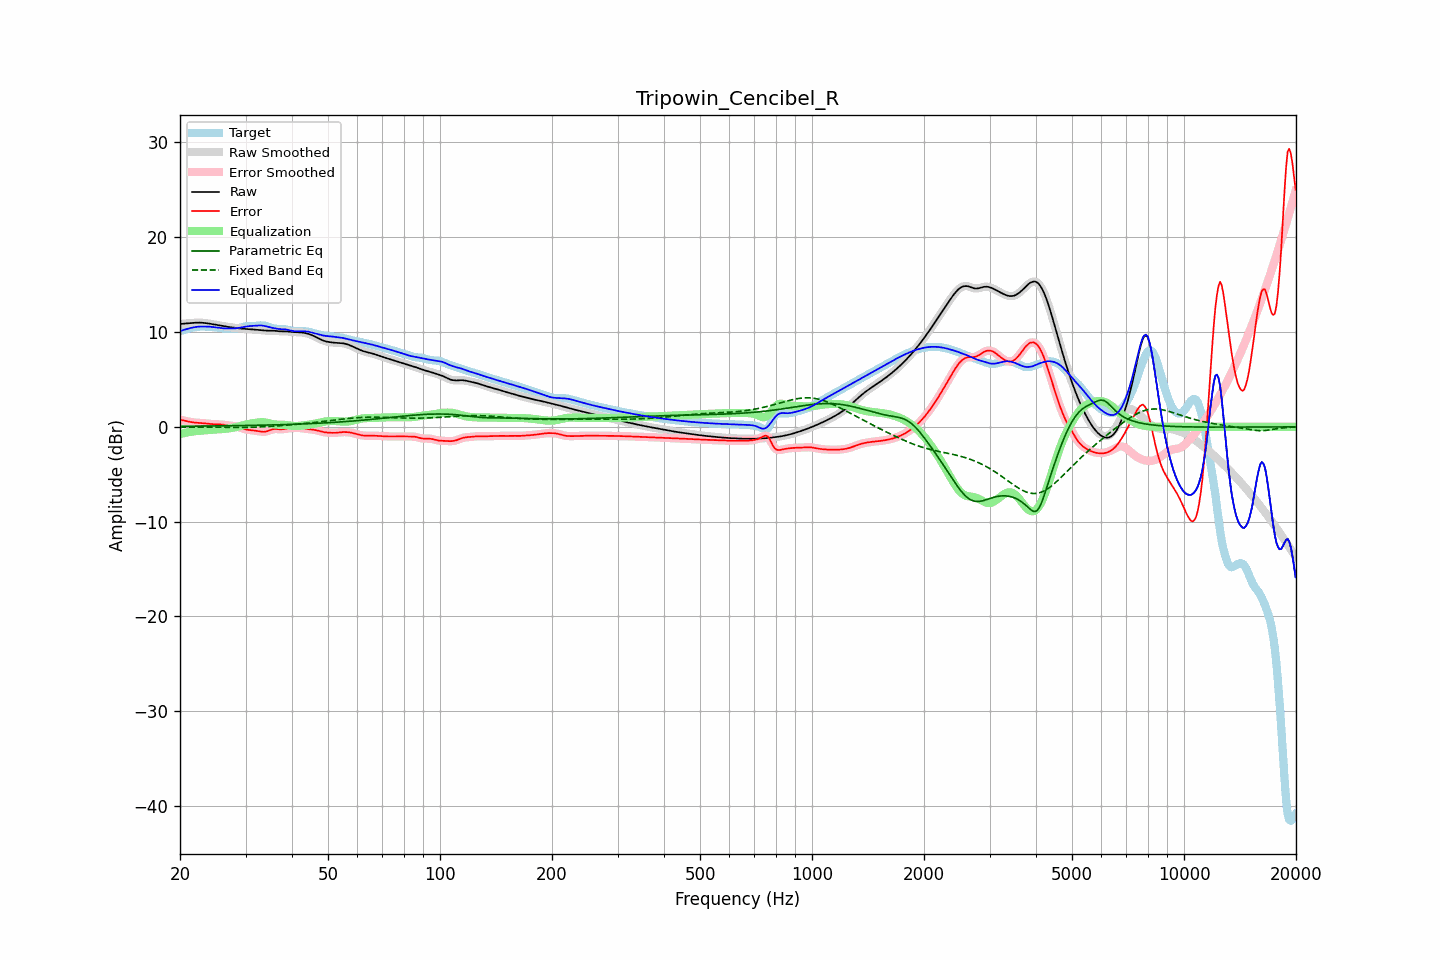 Tripowin_Cencibel_R
Target
Raw Smoothed
Error Smoothed
Raw
Error
Equalization
Parametric Eq
Fixed Band Eq
Equalized
30
20
10
0
−10
−20
−30
−40
Amplitude (dBr)
20 50 100 200 500 1000 2000 5000 10000 20000
Frequency (Hz)